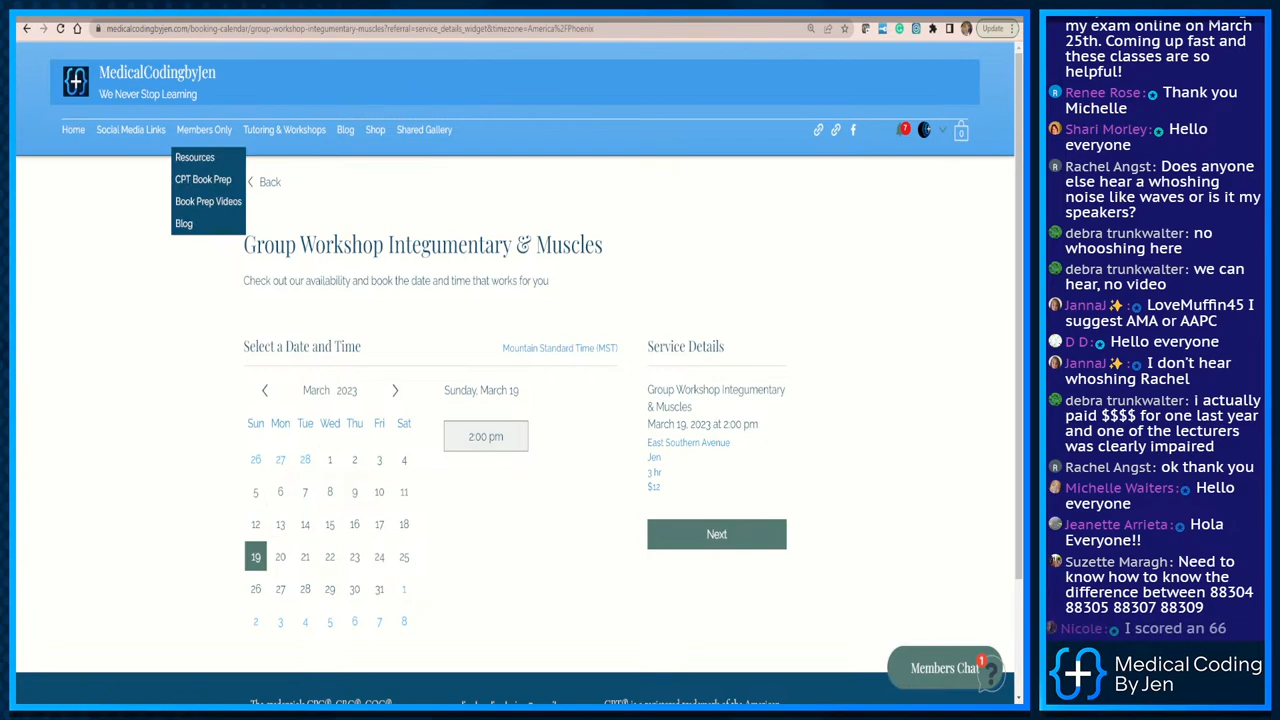 medicalcodingbyjen.com/booking-calendar/group-workshop-integumentary-muscles?referral=service_details_widget&timezone=America%2FPhoenix
Update
MedicalCodingbyJen
We Never Stop Learning
Home Social Media Links Members Only Tutoring & Workshops Blog Shop Shared Gallery
7
0
Resources
CPT Book Prep
Book Prep Videos
Blog
Back
Group Workshop Integumentary & Muscles
Check out our availability and book the date and time that works for you
Select a Date and Time
Mountain Standard Time (MST)
March 2023
Sun Mon Tue Wed Thu Fri Sat
26 27 28 1 2 3 4
5 6 7 8 9 10 11
12 13 14 15 16 17 18
19 20 21 22 23 24 25
26 27 28 29 30 31 1
2 3 4 5 6 7 8
Sunday, March 19
2:00 pm
Service Details
Group Workshop Integumentary
& Muscles
March 19, 2023 at 2:00 pm
East Southern Avenue
Jen
3 hr
$12
Next
Members Chat
1
?
my exam online on March
25th. Coming up fast and
these classes are so
helpful!
Renee Rose: Thank you
Michelle
Shari Morley: Hello
everyone
Rachel Angst: Does anyone
else hear a whoshing
noise like waves or is it my
speakers?
debra trunkwalter: no
whooshing here
debra trunkwalter: we can
hear, no video
JannaJ✨: LoveMuffin45 I
suggest AMA or AAPC
D D: Hello everyone
JannaJ✨: I don't hear
whoshing Rachel
debra trunkwalter: i actually
paid $$$$ for one last year
and one of the lecturers
was clearly impaired
Rachel Angst: ok thank you
Michelle Waiters: Hello
everyone
Jeanette Arrieta: Hola
Everyone!!
Suzette Maragh: Need to
know how to know the
difference between 88304
88305 88307 88309
Nicole: I scored an 66
Medical Coding
By Jen